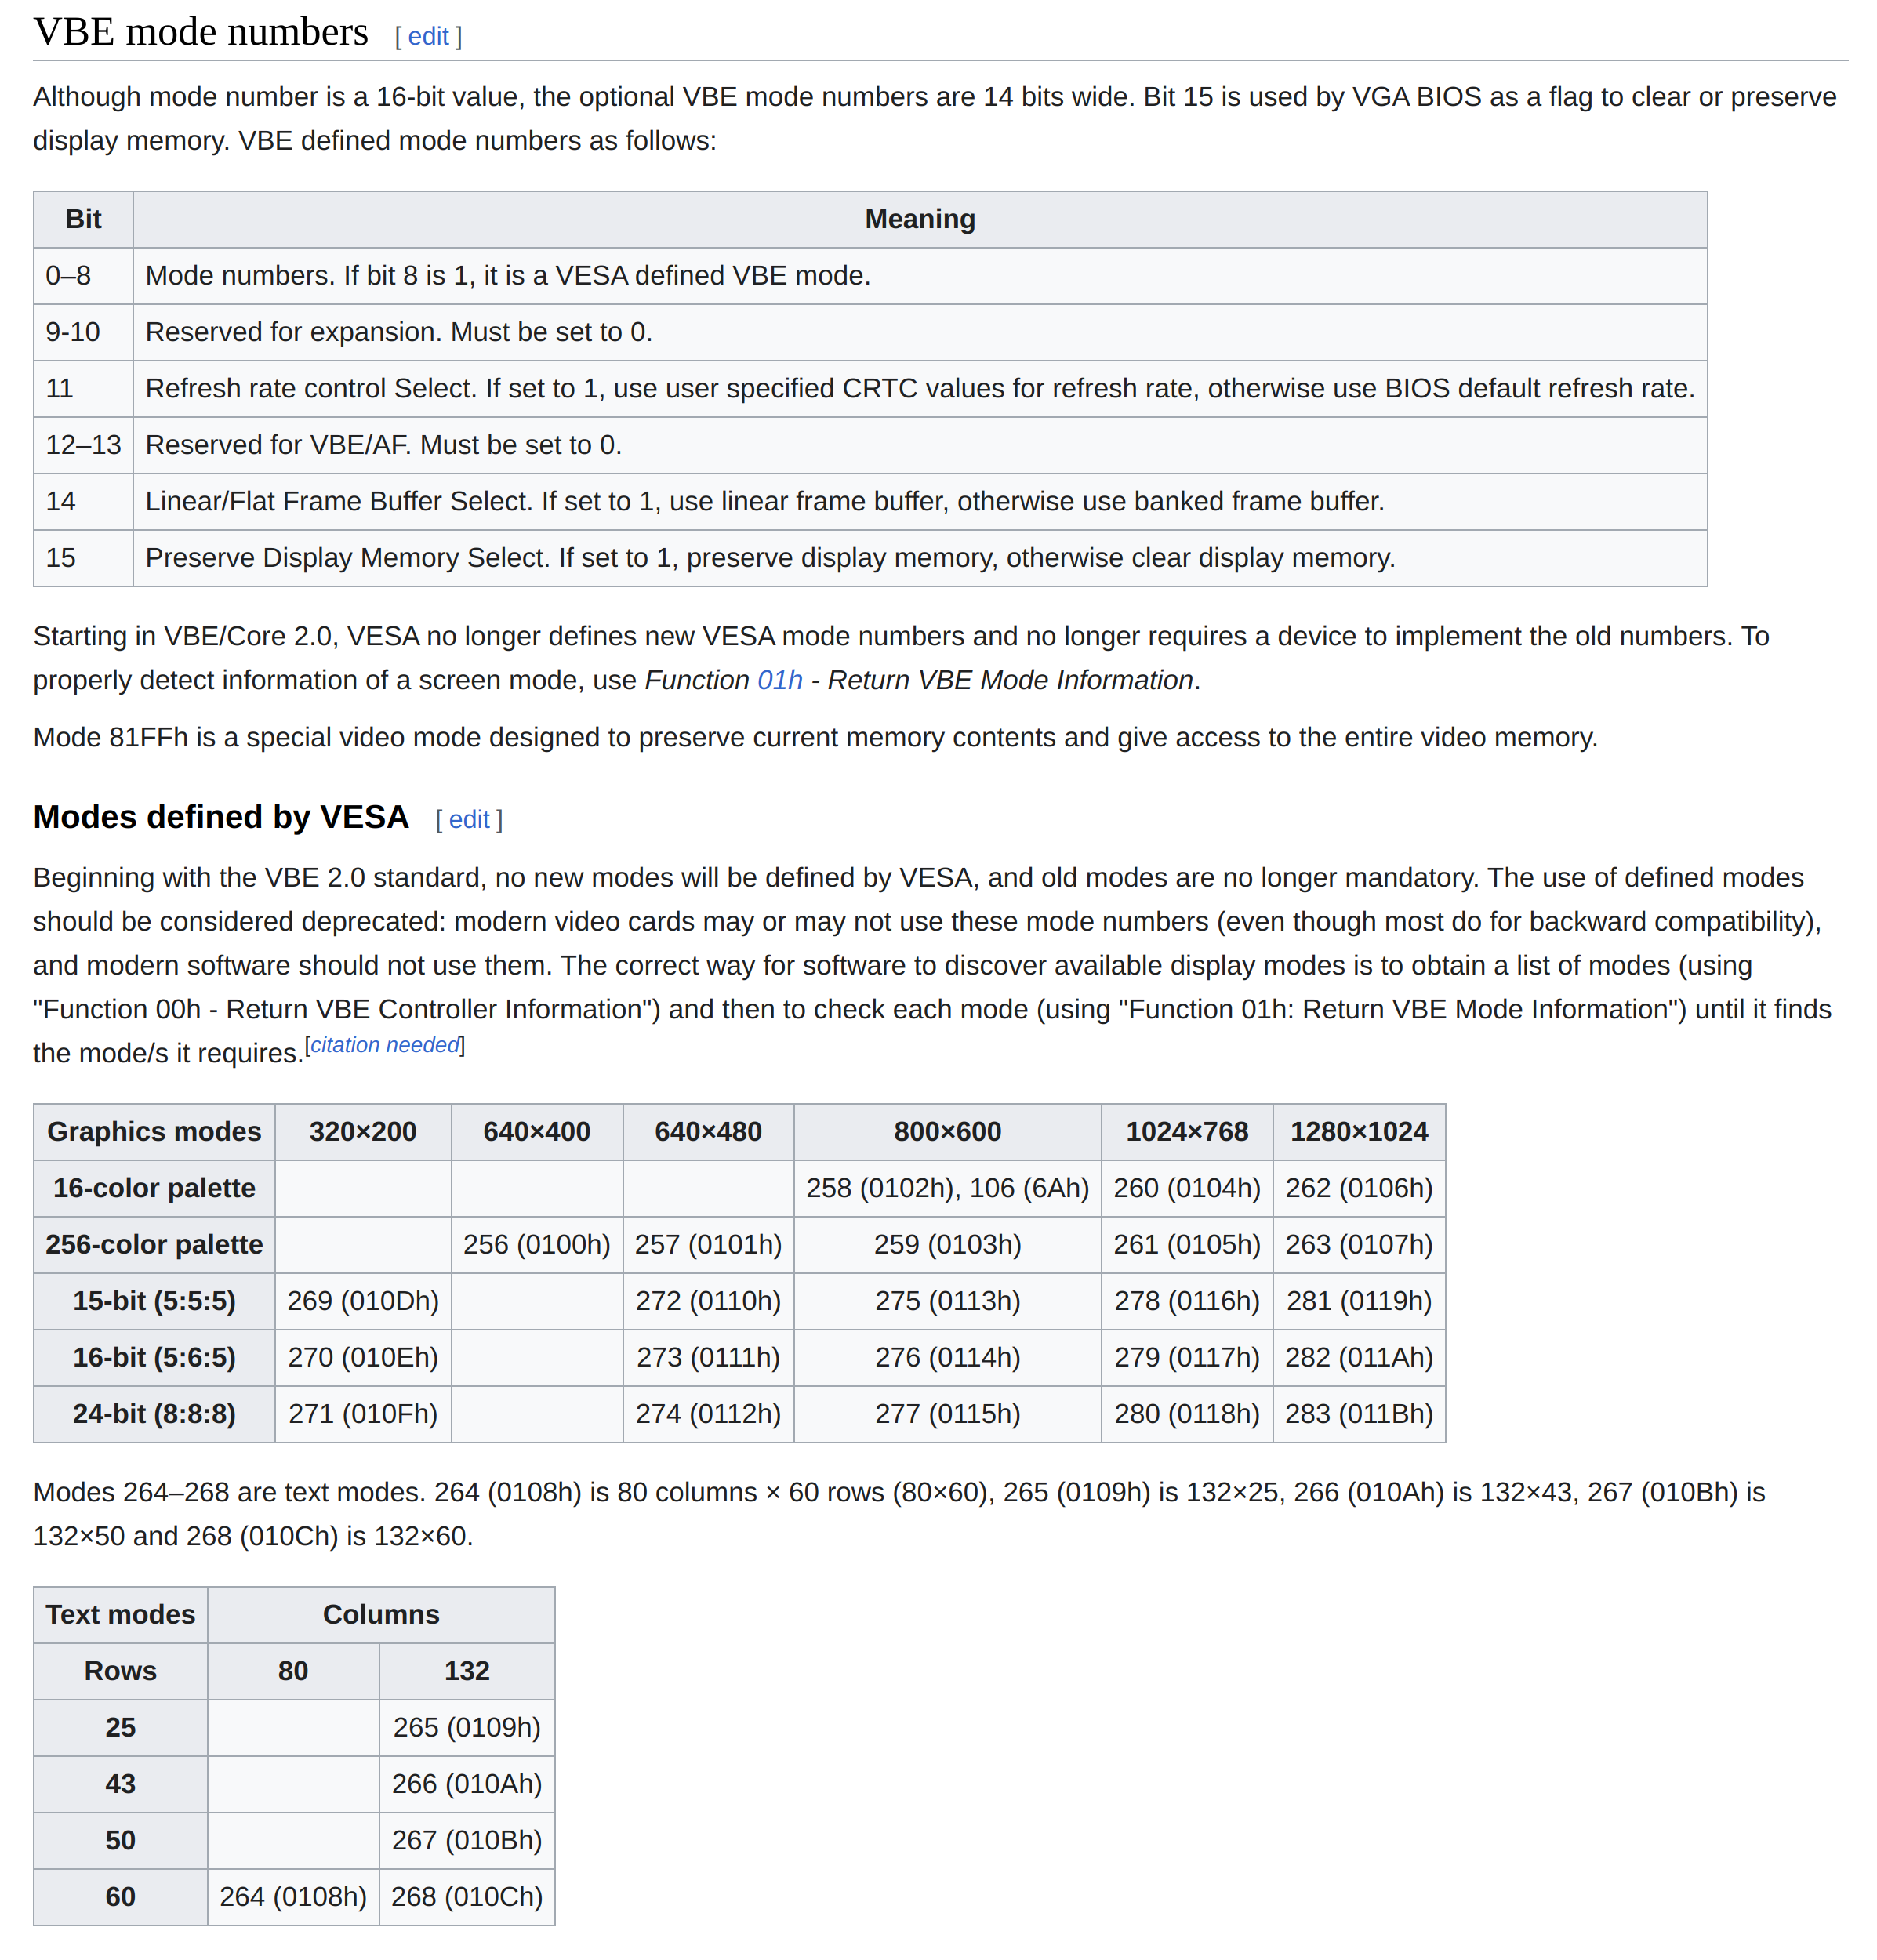 VBE mode numbers [ edit ]
Although mode number is a 16-bit value, the optional VBE mode numbers are 14 bits wide. Bit 15 is used by VGA BIOS as a flag to clear or preserve
display memory. VBE defined mode numbers as follows:
Bit Meaning
0–8 Mode numbers. If bit 8 is 1, it is a VESA defined VBE mode.
9-10 Reserved for expansion. Must be set to 0.
11 Refresh rate control Select. If set to 1, use user specified CRTC values for refresh rate, otherwise use BIOS default refresh rate.
12–13 Reserved for VBE/AF. Must be set to 0.
14 Linear/Flat Frame Buffer Select. If set to 1, use linear frame buffer, otherwise use banked frame buffer.
15 Preserve Display Memory Select. If set to 1, preserve display memory, otherwise clear display memory.
Starting in VBE/Core 2.0, VESA no longer defines new VESA mode numbers and no longer requires a device to implement the old numbers. To
properly detect information of a screen mode, use Function 01h - Return VBE Mode Information.
Mode 81FFh is a special video mode designed to preserve current memory contents and give access to the entire video memory.
Modes defined by VESA [ edit ]
Beginning with the VBE 2.0 standard, no new modes will be defined by VESA, and old modes are no longer mandatory. The use of defined modes
should be considered deprecated: modern video cards may or may not use these mode numbers (even though most do for backward compatibility),
and modern software should not use them. The correct way for software to discover available display modes is to obtain a list of modes (using
"Function 00h - Return VBE Controller Information") and then to check each mode (using "Function 01h: Return VBE Mode Information") until it finds
the mode/s it requires.[citation needed]
Graphics modes 320×200 640×400 640×480 800×600 1024×768 1280×1024
16-color palette 258 (0102h), 106 (6Ah) 260 (0104h) 262 (0106h)
256-color palette 256 (0100h) 257 (0101h) 259 (0103h) 261 (0105h) 263 (0107h)
15-bit (5:5:5) 269 (010Dh) 272 (0110h) 275 (0113h) 278 (0116h) 281 (0119h)
16-bit (5:6:5) 270 (010Eh) 273 (0111h) 276 (0114h) 279 (0117h) 282 (011Ah)
24-bit (8:8:8) 271 (010Fh) 274 (0112h) 277 (0115h) 280 (0118h) 283 (011Bh)
Modes 264–268 are text modes. 264 (0108h) is 80 columns × 60 rows (80×60), 265 (0109h) is 132×25, 266 (010Ah) is 132×43, 267 (010Bh) is
132×50 and 268 (010Ch) is 132×60.
Text modes Columns
Rows 80 132
25 265 (0109h)
43 266 (010Ah)
50 267 (010Bh)
60 264 (0108h) 268 (010Ch)